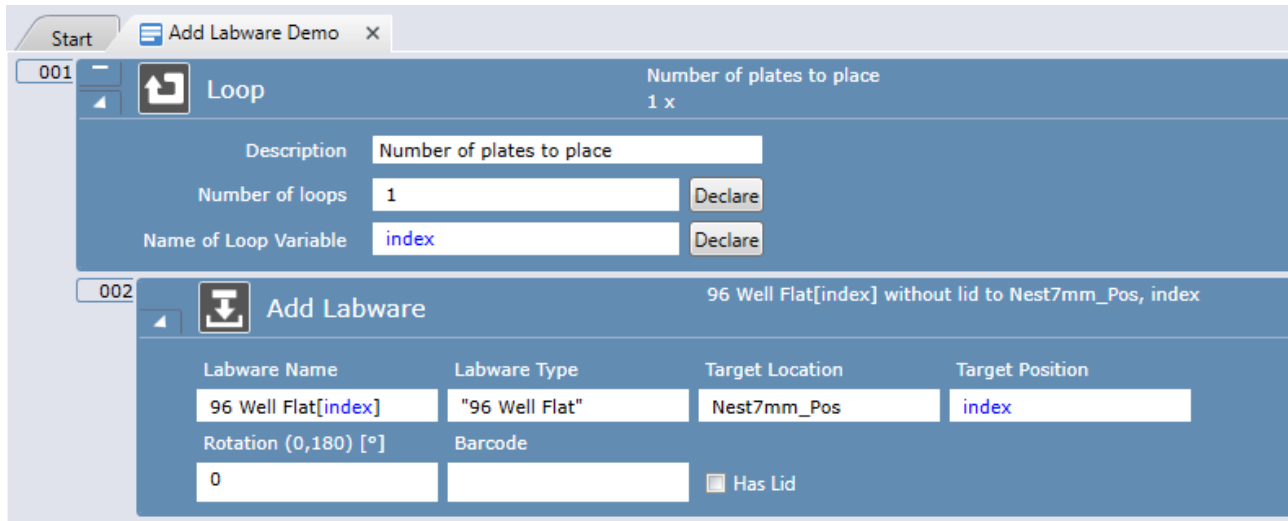 Start
Add Labware Demo ×
001
Loop
Number of plates to place
1 x
Description Number of plates to place
Number of loops 1 Declare
Name of Loop Variable index Declare
002
Add Labware
96 Well Flat[index] without lid to Nest7mm_Pos, index
Labware Name Labware Type Target Location Target Position
96 Well Flat[index] "96 Well Flat" Nest7mm_Pos index
Rotation (0,180) [°] Barcode
0 Has Lid